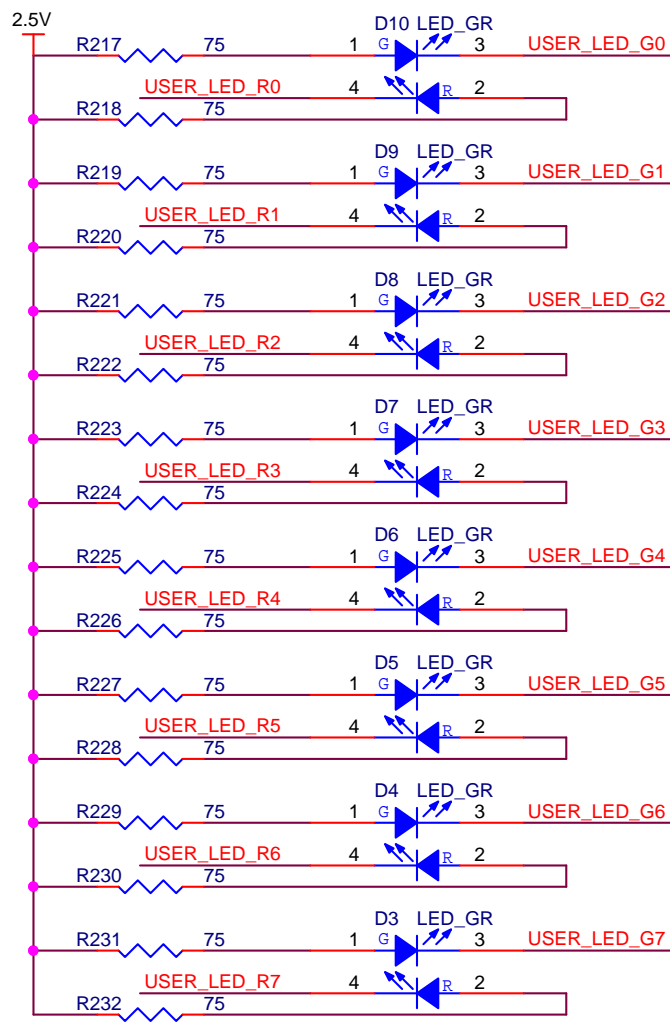 2.5V
D10 LED_GR
R217 75 1 G 3 USER_LED_G0
USER_LED_R0 4 R 2
R218 75
D9 LED_GR
R219 75 1 G 3 USER_LED_G1
USER_LED_R1 4 R 2
R220 75
D8 LED_GR
R221 75 1 G 3 USER_LED_G2
USER_LED_R2 4 R 2
R222 75
D7 LED_GR
R223 75 1 G 3 USER_LED_G3
USER_LED_R3 4 R 2
R224 75
D6 LED_GR
R225 75 1 G 3 USER_LED_G4
USER_LED_R4 4 R 2
R226 75
D5 LED_GR
R227 75 1 G 3 USER_LED_G5
USER_LED_R5 4 R 2
R228 75
D4 LED_GR
R229 75 1 G 3 USER_LED_G6
USER_LED_R6 4 R 2
R230 75
D3 LED_GR
R231 75 1 G 3 USER_LED_G7
USER_LED_R7 4 R 2
R232 75